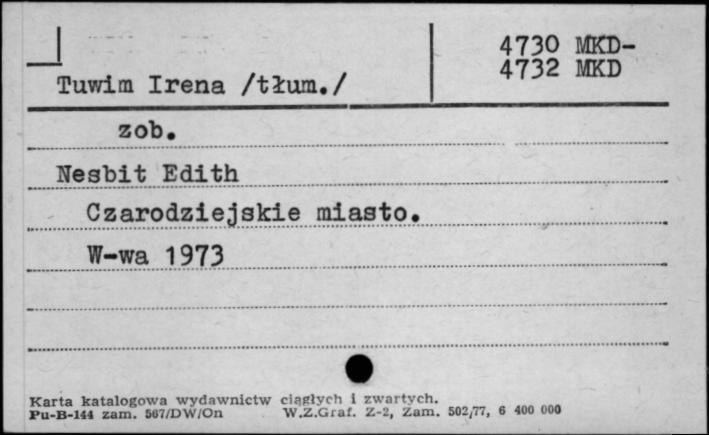 4730 MKD-
4732 MKD
Tuwim Irena /tłum./
zob.
Nesbit Edith
Czarodziejskie miasto.
W-wa 1973
Karta katalogowa wydawnictw ciągłych i zwartych.
Pu-B-144 zam. 567/DW/On W.Z.Graf. Z-2, Zam. 502/77, 6 400 000